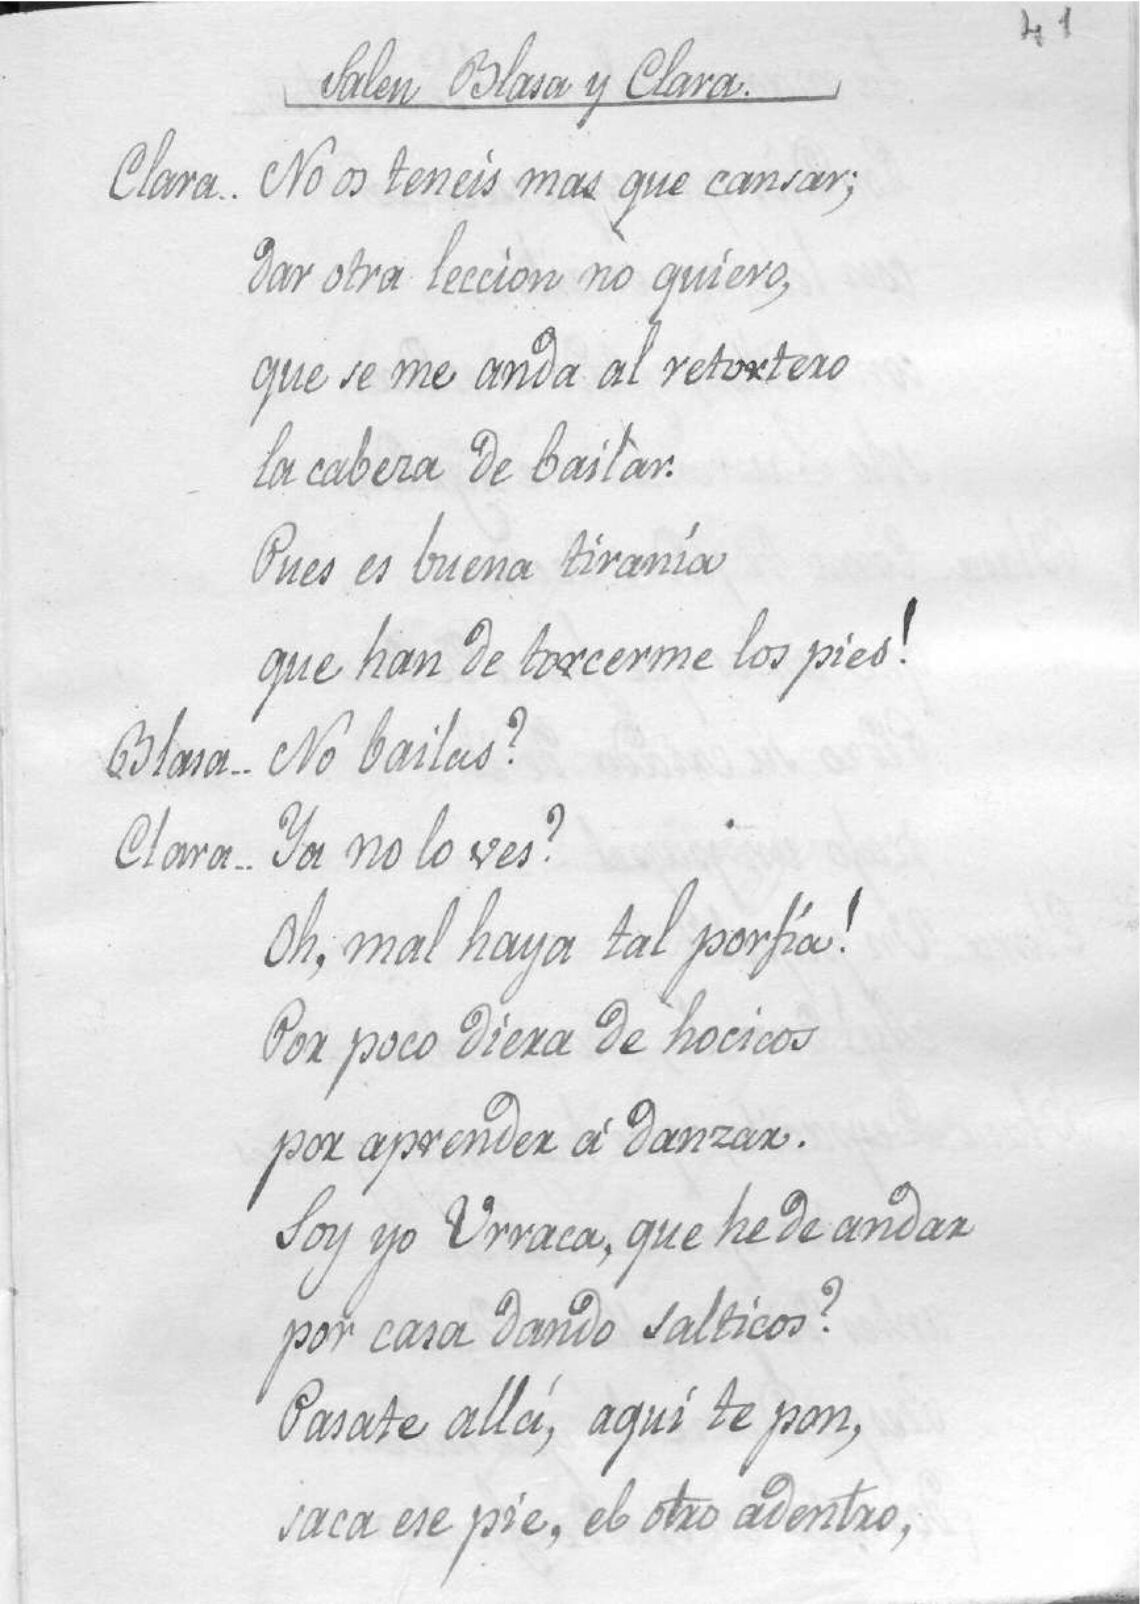 41
Salen Blasa y Clara.
Clara.. No os teneis mas que cansar;
dar otra leccion no quiero,
que se me anda al retortero
la cabeza de bailar.
Pues es buena tiranía
que han de torcerme los pies!
Blasa.. No bailas?
Clara.. Ya no lo ves?
Oh, mal haya tal porfía!
Por poco diera de hocicos
por aprender á danzar.
Soy yo Urraca, que he de andar
por casa dando salticos?
Pasate allá, aqui te pon,
saca ese pie, el otro adentro,